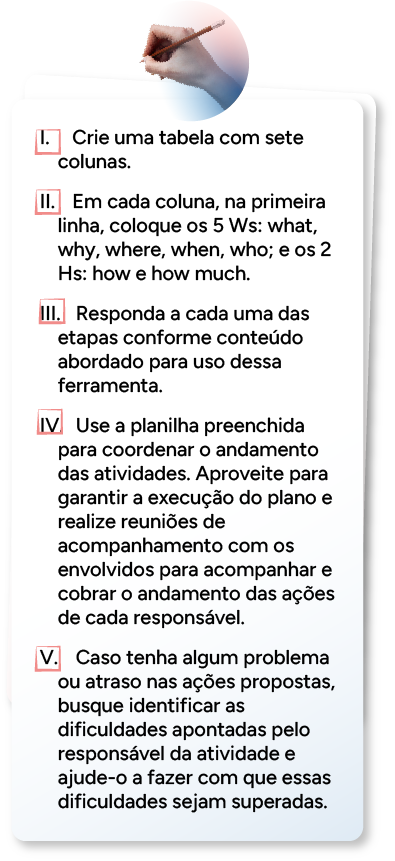 I. Crie uma tabela com sete
colunas.
II. Em cada coluna, na primeira
linha, coloque os 5 Ws: what,
why, where, when, who; e os 2
Hs: how e how much.
III. Responda a cada uma das
etapas conforme conteúdo
abordado para uso dessa
ferramenta.
IV. Use a planilha preenchida
para coordenar o andamento
das atividades. Aproveite para
garantir a execução do plano e
realize reuniões de
acompanhamento com os
envolvidos para acompanhar e
cobrar o andamento das ações
de cada responsável.
V. Caso tenha algum problema
ou atraso nas ações propostas,
busque identificar as
dificuldades apontadas pelo
responsável da atividade e
ajude-o a fazer com que essas
dificuldades sejam superadas.